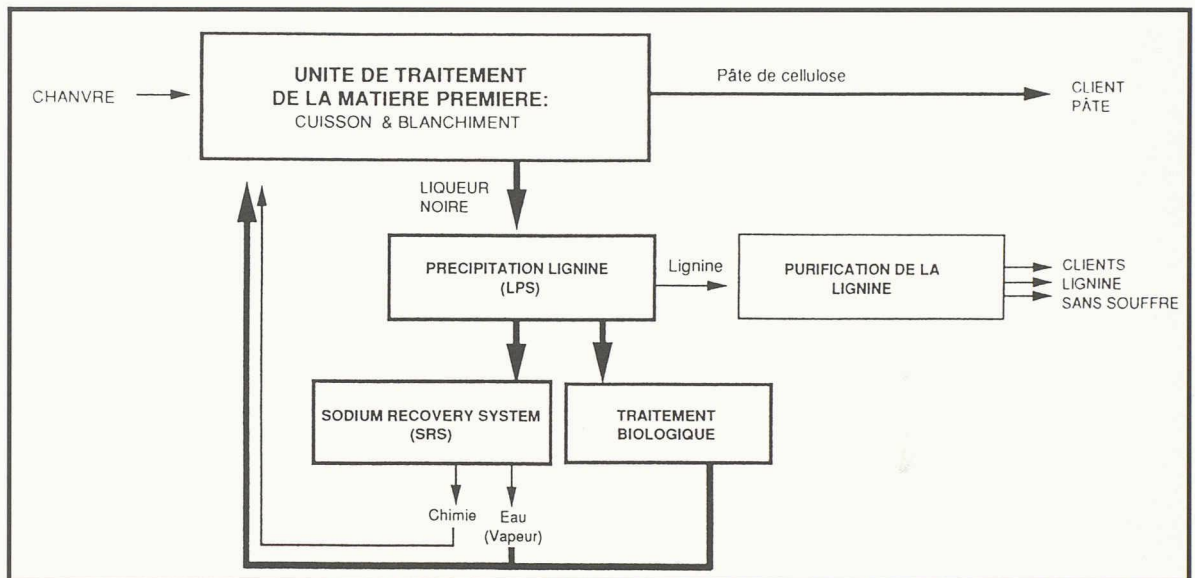 UNITE DE TRAITEMENT
DE LA MATIERE PREMIERE:
CUISSON & BLANCHIMENT
CHANVRE
Pâte de cellulose
CLIENT
PÂTE
LIQUEUR
NOIRE
PRECIPITATION LIGNINE
(LPS)
Lignine
PURIFICATION DE LA
LIGNINE
CLIENTS
LIGNINE
SANS SOUFFRE
SODIUM RECOVERY SYSTEM
(SRS)
TRAITEMENT
BIOLOGIQUE
Chimie
Eau
(Vapeur)